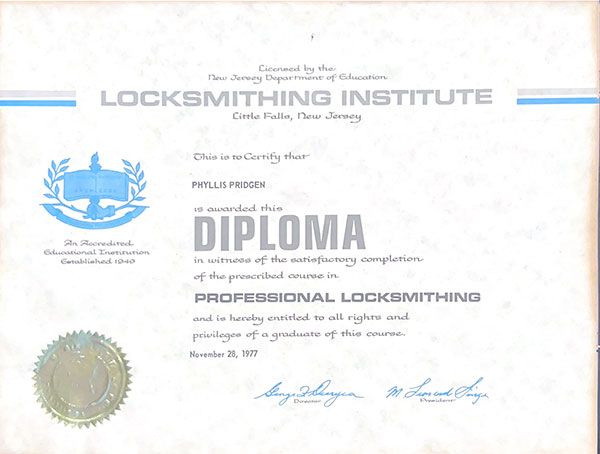 Licensed by the
New Jersey Department of Education
LOCKSMITHING INSTITUTE
Little Falls, New Jersey
This is to Certify that
PHYLLIS PRIDGEN
is awarded this
DIPLOMA
in witness of the satisfactory completion
of the prescribed course in
PROFESSIONAL LOCKSMITHING
and is hereby entitled to all rights and
privileges of a graduate of this course.
November 28, 1977
An Accredited
Educational Institution
Established 1948
Director
President